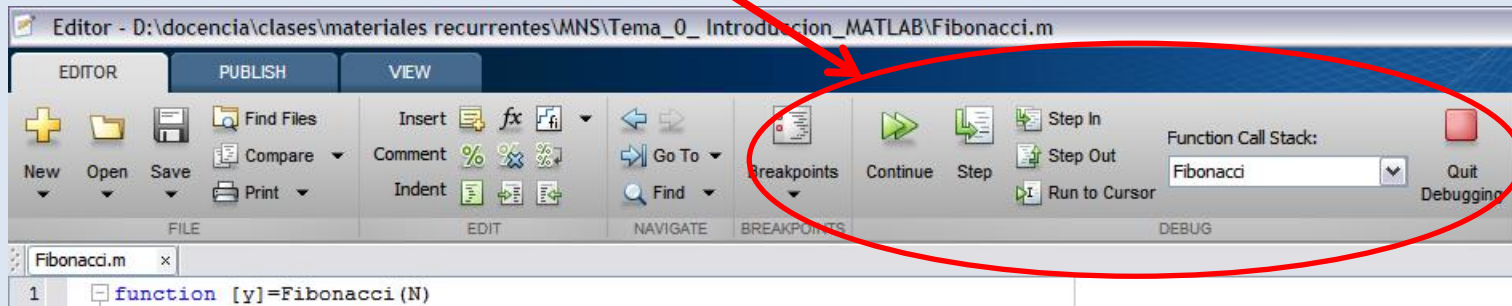 Editor - D:\docencia\clases\materiales recurrentes\MNS\Tema_0_ Introduccion_MATLAB\Fibonacci.m
EDITOR PUBLISH VIEW
New Open Save
Find Files
Compare
Print
FILE
Insert fx fi
Comment % %
Indent
EDIT
Go To
Find
NAVIGATE
Breakpoints
BREAKPOINTS
Continue
Step
Step In
Step Out
Run to Cursor
Function Call Stack:
Fibonacci
Quit
Debugging
DEBUG
Fibonacci.m ×
1 function [y]=Fibonacci(N)